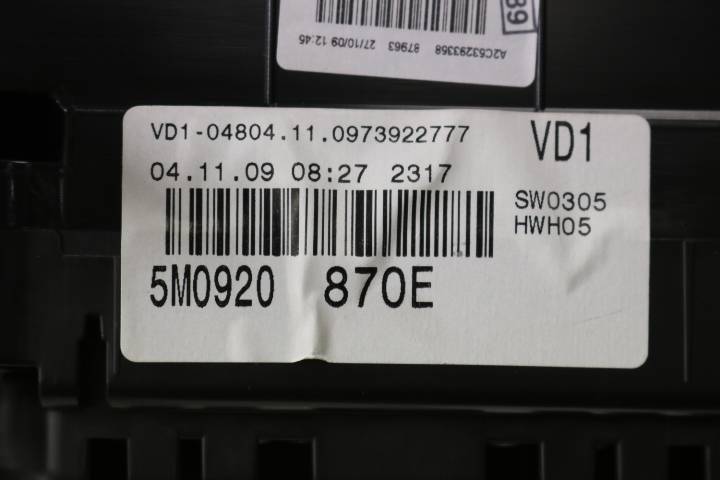 89
A2C53293358 87963 27/10/09 12:45
VD1-04804.11.0973922777
VD1
04.11.09 08:27 2317
SW0305
HWH05
5M0920 870E